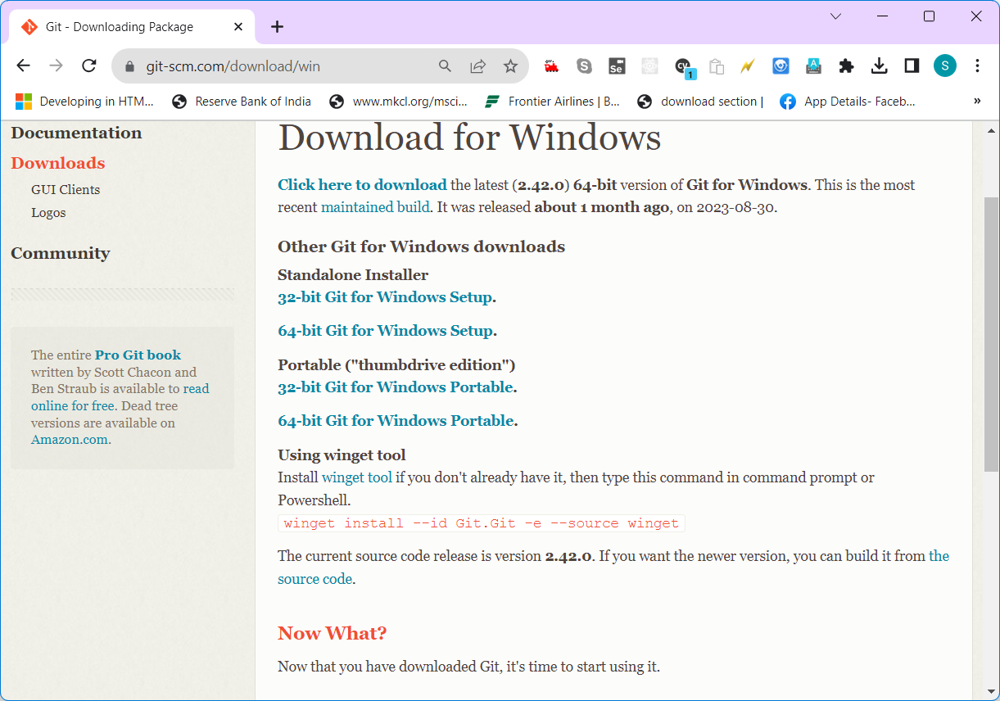 Git - Downloading Package
git-scm.com/download/win
Se
CV
1
A
S
Developing in HTM...
Reserve Bank of India
www.mkcl.org/msci...
Frontier Airlines | B...
download section |
App Details- Faceb...
»
Documentation
Downloads
GUI Clients
Logos
Community
The entire Pro Git book
written by Scott Chacon and
Ben Straub is available to read
online for free. Dead tree
versions are available on
Amazon.com.
Download for Windows
Click here to download the latest (2.42.0) 64-bit version of Git for Windows. This is the most
recent maintained build. It was released about 1 month ago, on 2023-08-30.
Other Git for Windows downloads
Standalone Installer
32-bit Git for Windows Setup.
64-bit Git for Windows Setup.
Portable ("thumbdrive edition")
32-bit Git for Windows Portable.
64-bit Git for Windows Portable.
Using winget tool
Install winget tool if you don't already have it, then type this command in command prompt or
Powershell.
winget install --id Git.Git -e --source winget
The current source code release is version 2.42.0. If you want the newer version, you can build it from the
source code.
Now What?
Now that you have downloaded Git, it's time to start using it.